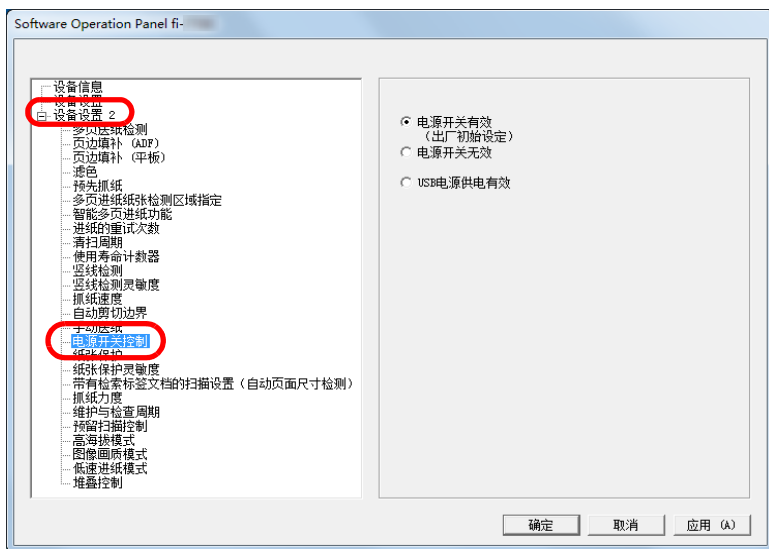 Software Operation Panel fi-
设备信息
设备设置
设备设置 2
多页送纸检测
页边填补 (ADF)
页边填补 (平板)
滤色
预先抓纸
多页进纸纸张检测区域指定
智能多页进纸功能
进纸的重试次数
清扫周期
使用寿命计数器
竖线检测
竖线检测灵敏度
抓纸速度
自动剪切边界
手动送纸
电源开关控制
纸张保护
纸张保护灵敏度
带有检索标签文档的扫描设置(自动页面尺寸检测)
抓纸力度
维护与检查周期
预留扫描控制
高海拔模式
图像画质模式
低速进纸模式
堆叠控制
电源开关有效
(出厂初始设定)
电源开关无效
USB电源供电有效
确定
取消
应用 (A)